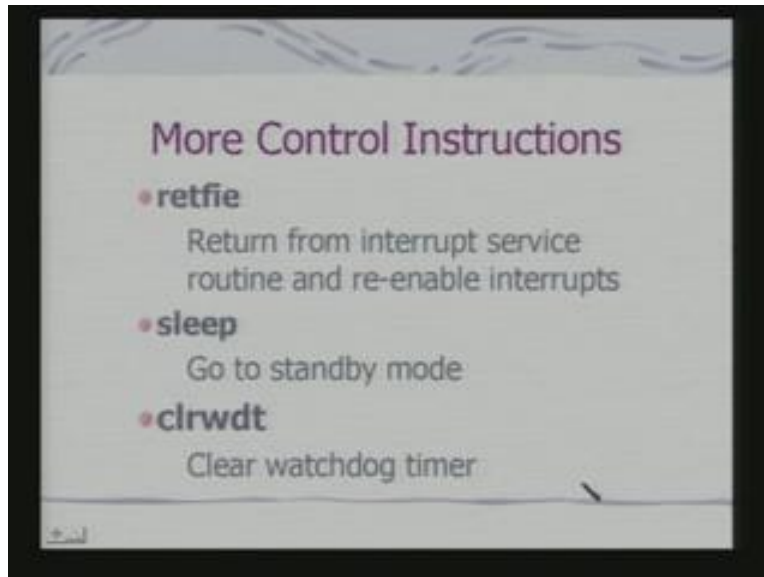 More Control Instructions
retfie
Return from interrupt service
routine and re-enable interrupts
sleep
Go to standby mode
clrwdt
Clear watchdog timer